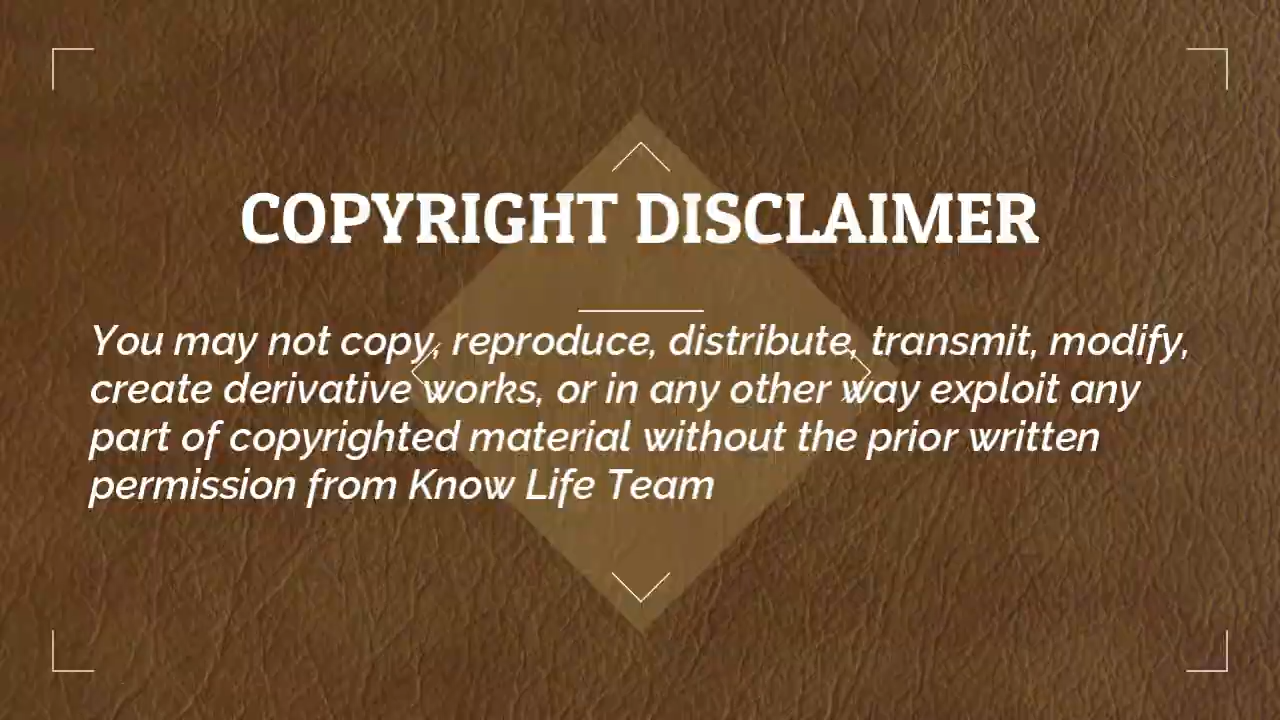 COPYRIGHT DISCLAIMER
You may not copy, reproduce, distribute, transmit, modify,
create derivative works, or in any other way exploit any
part of copyrighted material without the prior written
permission from Know Life Team